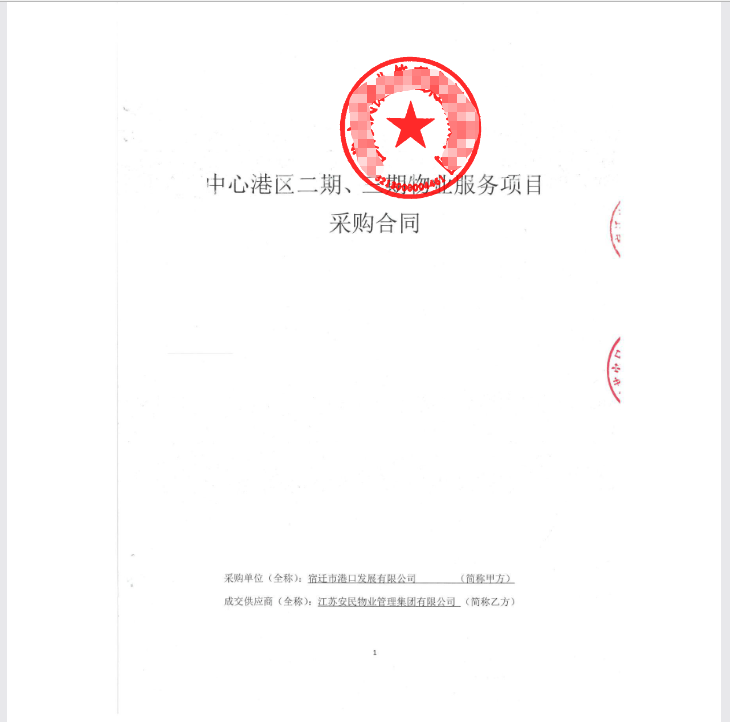 中心港区二期、三期物业服务项目
采购合同
采购单位（全称）：宿迁市港口发展有限公司 （简称甲方）
成交供应商（全称）：江苏安民物业管理集团有限公司 （简称乙方）
1